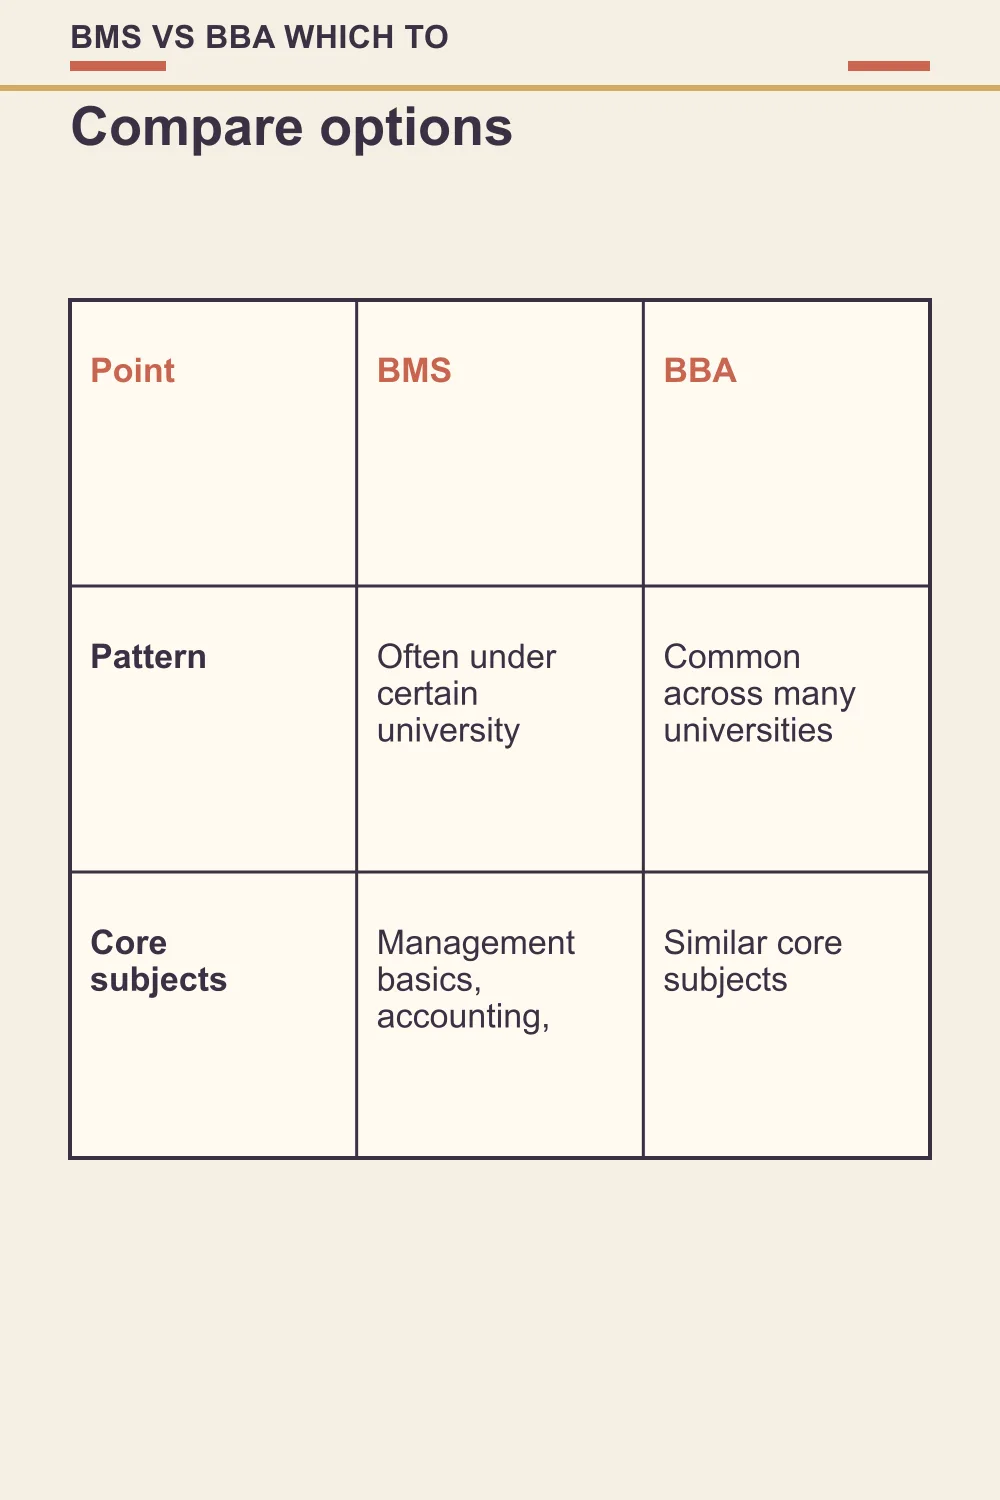 BMS VS BBA WHICH TO
Compare options
Point
BMS
BBA
Pattern
Often under
certain
university
Common
across many
universities
Core
subjects
Management
basics,
accounting,
Similar core
subjects